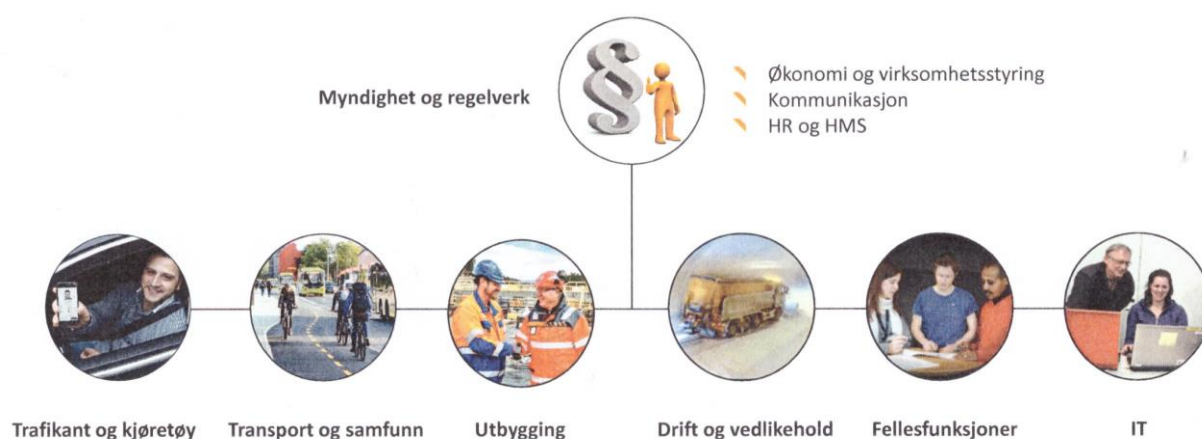 Myndighet og regelverk
Økonomi og virksomhetsstyring
Kommunikasjon
HR og HMS
Trafikant og kjøretøy
Transport og samfunn
Utbygging
Drift og vedlikehold
Fellesfunksjoner
IT